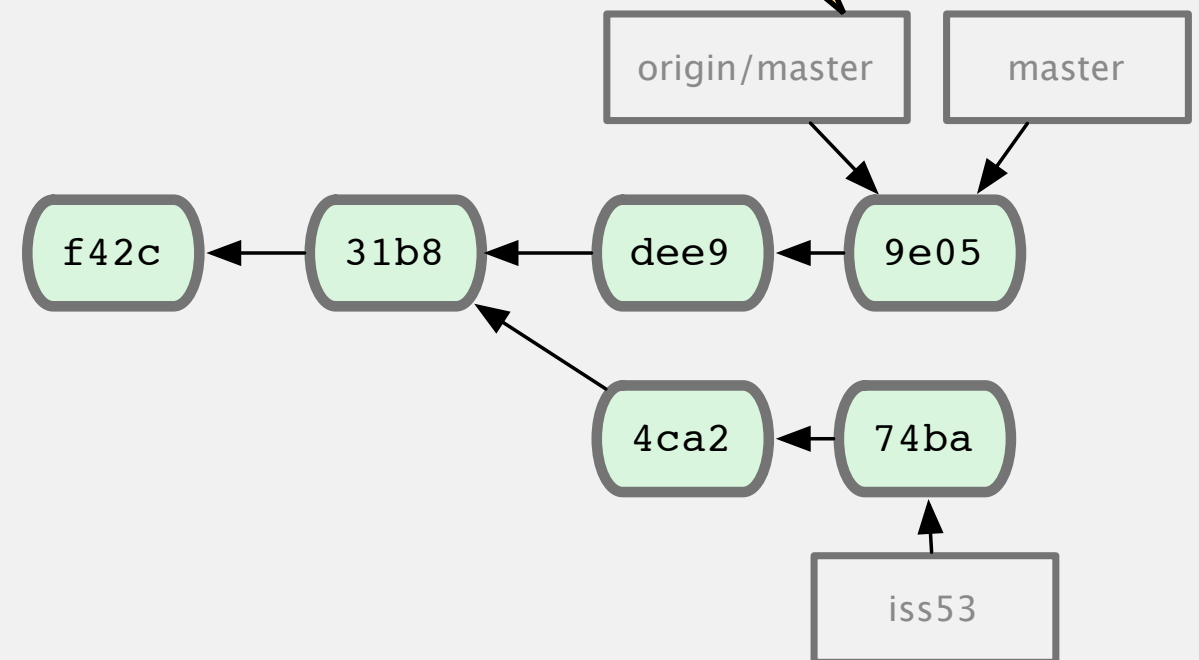 origin/master
master
f42c
31b8
dee9
9e05
4ca2
74ba
iss53